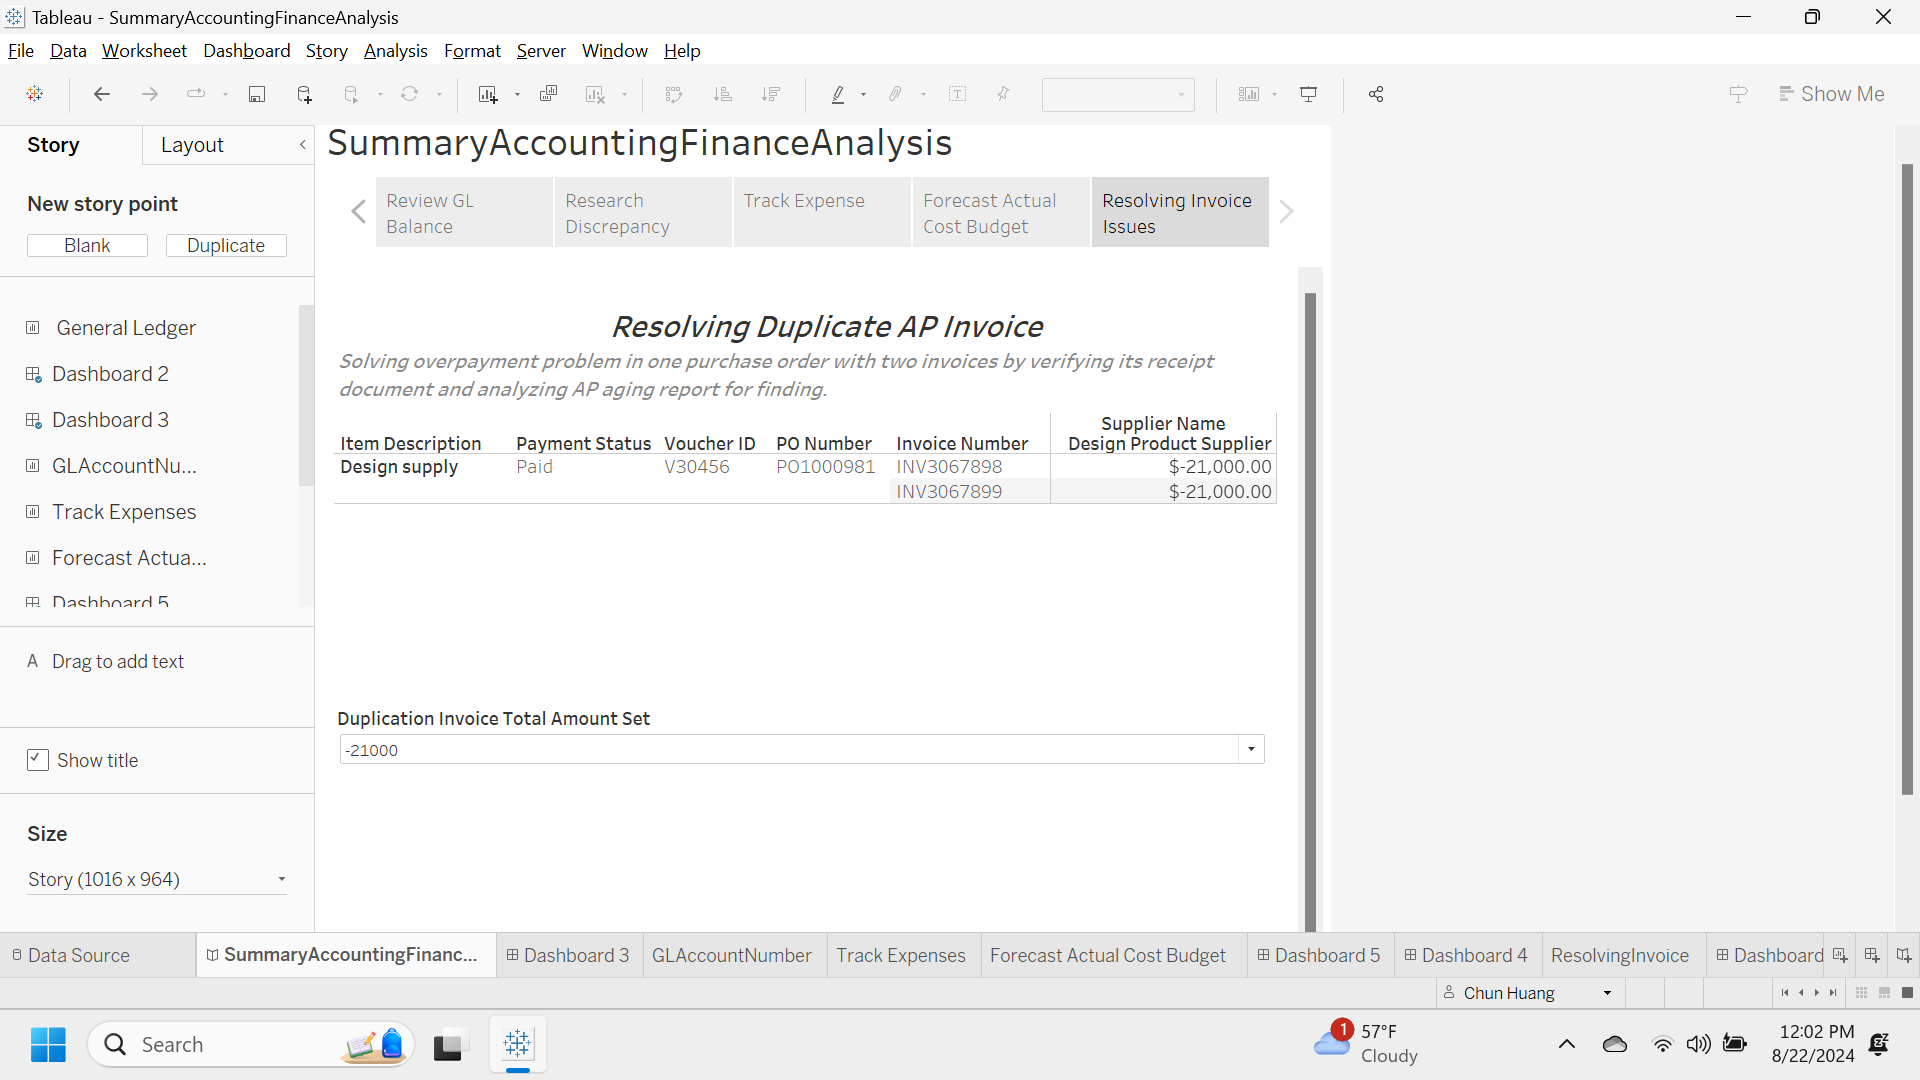 Tableau - SummaryAccountingFinanceAnalysis
File Data Worksheet Dashboard Story Analysis Format Server Window Help
Show Me
Story Layout
New story point
Blank Duplicate
General Ledger
Dashboard 2
Dashboard 3
GLAccountNu...
Track Expenses
Forecast Actua...
Dashboard 5
A Drag to add text
Show title
Size
Story (1016 x 964)
SummaryAccountingFinanceAnalysis
Review GL
Balance
Research
Discrepancy
Track Expense
Forecast Actual
Cost Budget
Resolving Invoice
Issues
Resolving Duplicate AP Invoice
Solving overpayment problem in one purchase order with two invoices by verifying its receipt
document and analyzing AP aging report for finding.
Supplier Name
Item Description Payment Status Voucher ID PO Number Invoice Number Design Product Supplier
Design supply Paid V30456 PO1000981 INV3067898 $-21,000.00
INV3067899 $-21,000.00
Duplication Invoice Total Amount Set
-21000
Data Source SummaryAccountingFinanc... Dashboard 3 GLAccountNumber Track Expenses Forecast Actual Cost Budget Dashboard 5 Dashboard 4 ResolvingInvoice Dashboard
Chun Huang
Search
1
57°F
Cloudy
12:02 PM
8/22/2024